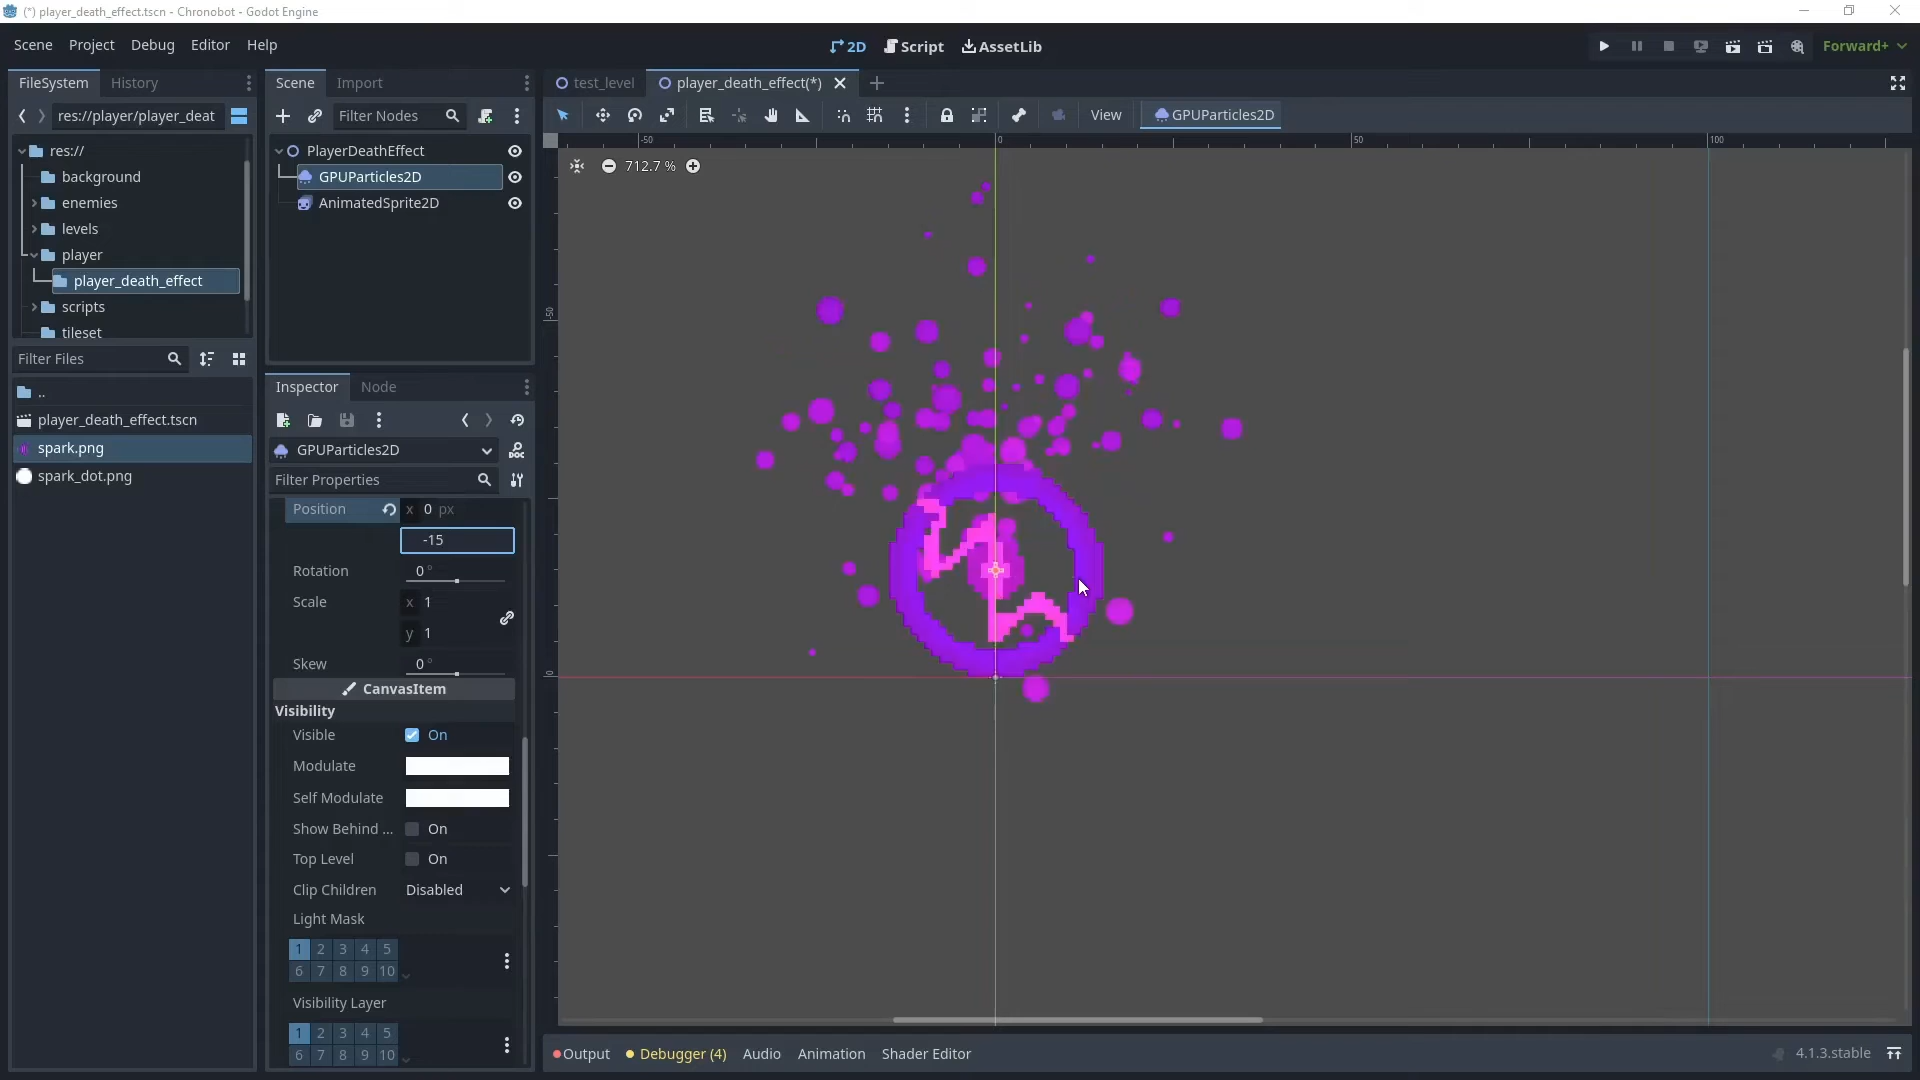 (*) player_death_effect.tscn - Chronobot - Godot Engine
Scene Project Debug Editor Help
2D Script AssetLib
Forward+
FileSystem History
res://player/player_deat
res://
background
enemies
levels
player
player_death_effect
scripts
tileset
Filter Files
..
player_death_effect.tscn
spark.png
spark_dot.png
Scene Import
Filter Nodes
PlayerDeathEffect
GPUParticles2D
AnimatedSprite2D
Inspector Node
GPUParticles2D
Filter Properties
Position x 0 px
-15
Rotation 0 °
Scale x 1
y 1
Skew 0 °
CanvasItem
Visibility
Visible On
Modulate
Self Modulate
Show Behind ... On
Top Level On
Clip Children Disabled
Light Mask
1 2 3 4 5
6 7 8 9 10
Visibility Layer
1 2 3 4 5
6 7 8 9 10
test_level player_death_effect(*)
View GPUParticles2D
-50 0 50 100
712.7 %
-50
0
Output Debugger (4) Audio Animation Shader Editor
4.1.3.stable